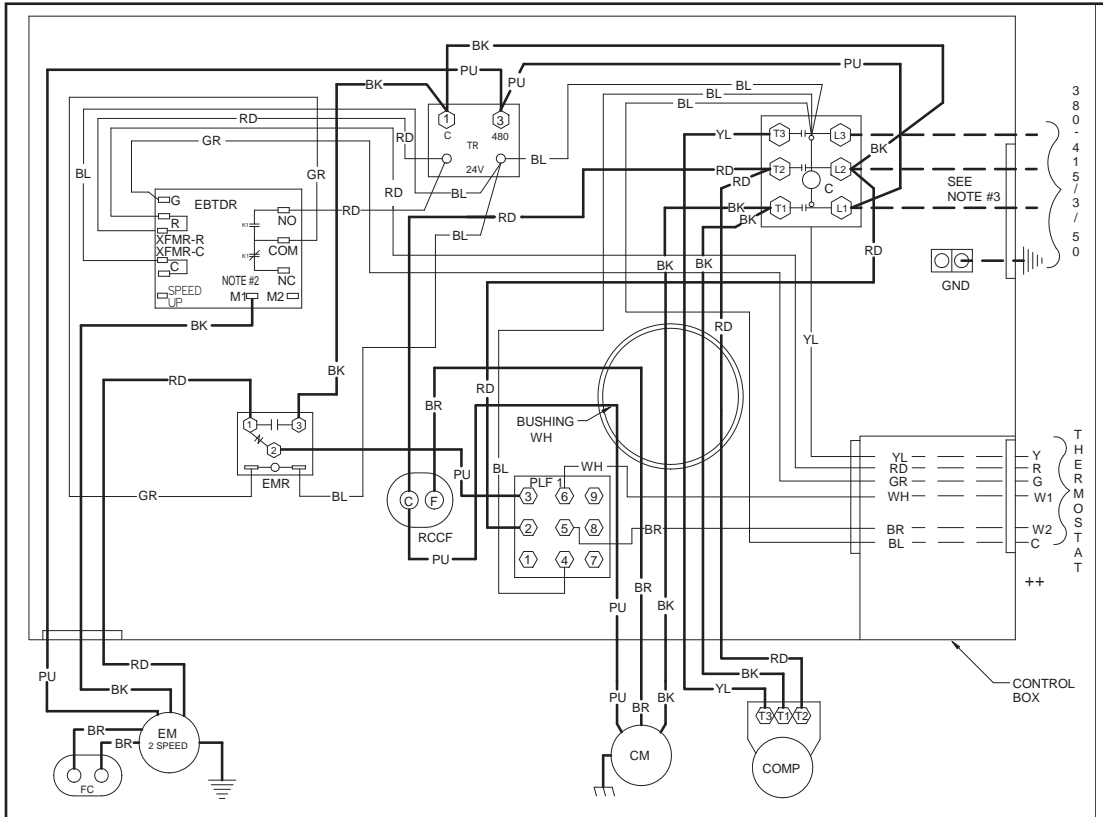 BK
PU
BK
PU
PU
BL
BL
BL
1
3
C
480
TR
24V
RD
RD
GR
BL
GR
RD
BL
BL
BL
RD
RD
YL
RD
RD
BK
BK
T3
T2
T1
L3
L2
L1
C
BK
SEE
NOTE #3
380-415/3/50
GND
RD
G
EBTDR
R
XFMR-R
XFMR-C
C
SPEED
UP
K1
K1
NO
COM
NC
NOTE #2
M1
M2
BK
RD
BK
BK
BK
RD
YL
1
3
2
EMR
GR
BL
PU
RD
BR
BUSHING
WH
BL
WH
PLF 1
3
6
9
2
5
8
1
4
7
BR
C
F
RCCF
PU
PU
BR
BK
YL
RD
GR
WH
BR
BL
Y
R
G
W1
W2
C
THERMOSTAT
++
CONTROL
BOX
PU
RD
BK
BR
BR
EM
2 SPEED
FC
PU
BR
BK
CM
RD
BK
YL
T3
T1
T2
COMP